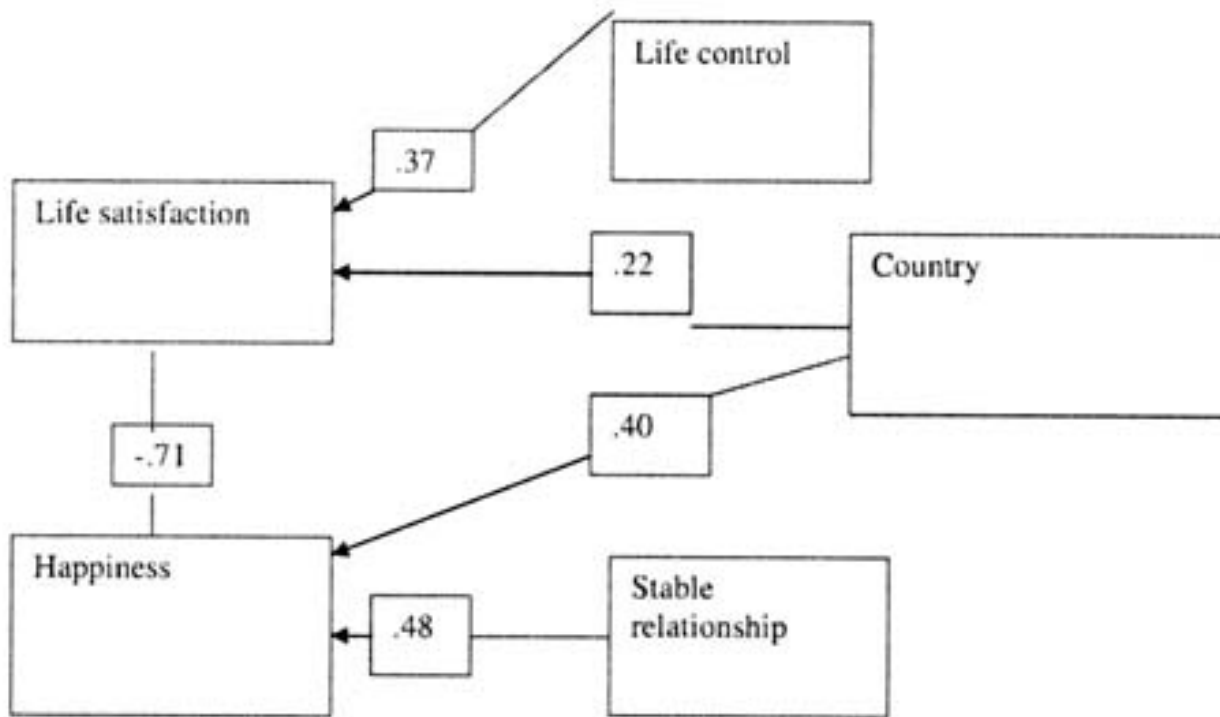 Life control
.37
Life satisfaction
.22
Country
.40
-.71
Happiness
Stable
relationship
.48